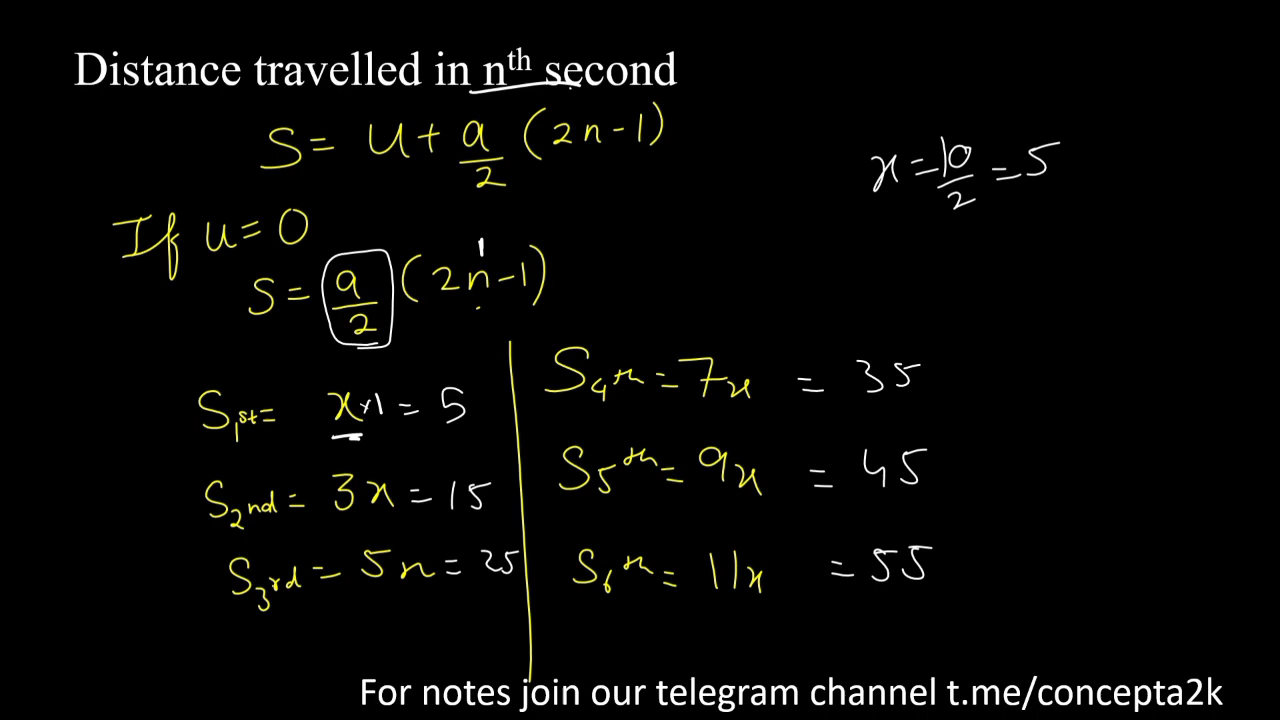 Distance travelled in nth second
S = u + a/2 (2n-1)
x = 10/2 = 5
If u = 0
1
S = a/2 (2n-1)
S1st = x×1 = 5
S2nd = 3x = 15
S3rd = 5x = 25
S4th = 7x = 35
S5th = 9x = 45
S6th = 11x = 55
For notes join our telegram channel t.me/concepta2k